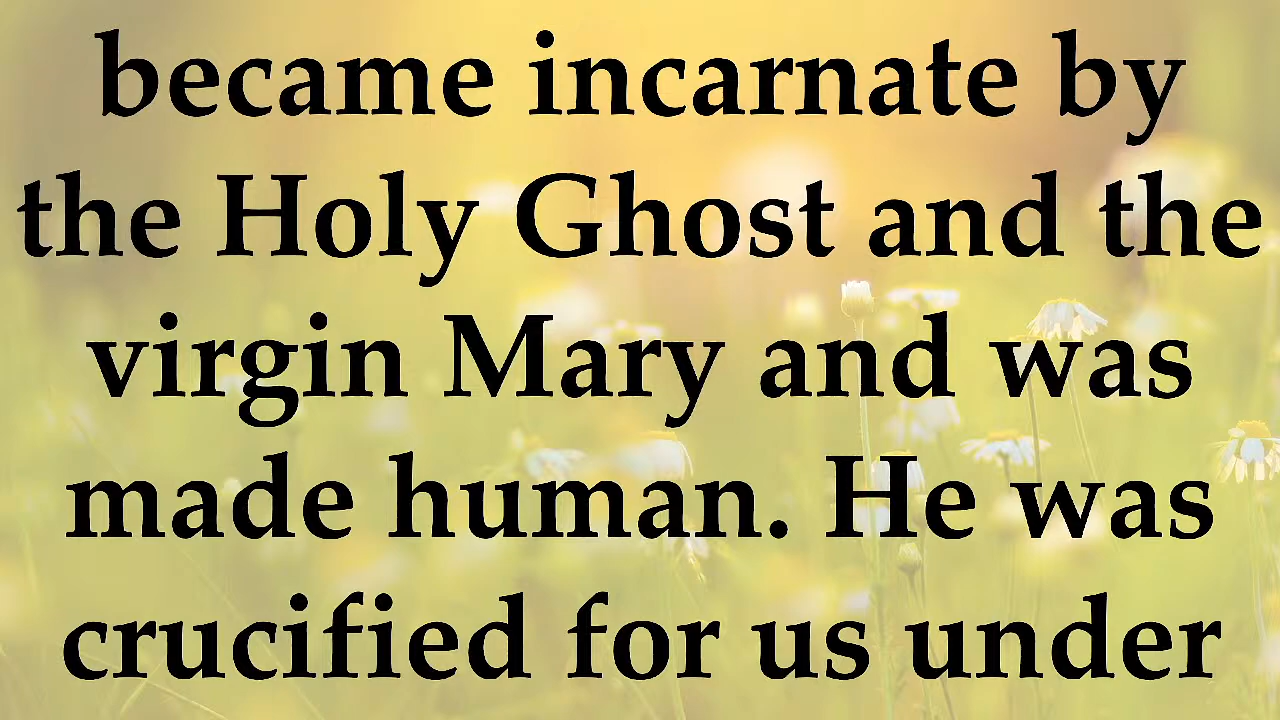 became incarnate by
the Holy Ghost and the
virgin Mary and was
made human. He was
crucified for us under